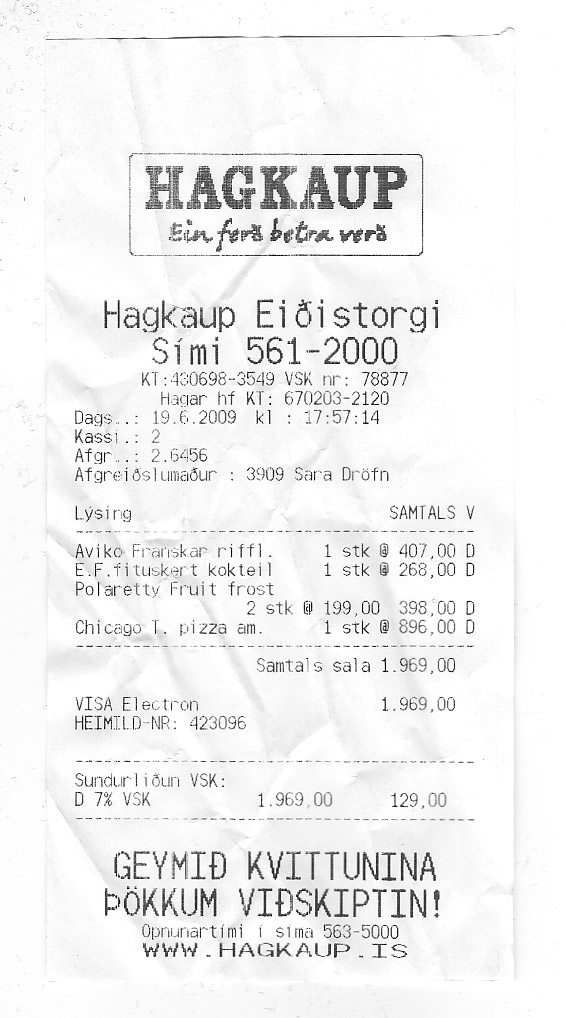 HAGKAUP
Ein ferð betra verð
Hagkaup Eiðistorgi
Sími 561-2000
KT:430698-3549 VSK nr: 78877
Hagar hf KT: 670203-2120
Dags..: 19.6.2009 kl : 17:57:14
Kassi.: 2
Afgr..: 2.6456
Afgreiðslumaður : 3909 Sara Dröfn
Lýsing SAMTALS V
Aviko Franskar riffl. 1 stk @ 407,00 D
E.F.fituskert kokteil 1 stk @ 268,00 D
Polaretty Fruit frost
2 stk @ 199,00 398,00 D
Chicago T. pizza am. 1 stk @ 896,00 D
Samtals sala 1.969,00
VISA Electron 1.969,00
HEIMILD-NR: 423096
Sundurliðun VSK:
D 7% VSK 1.969,00 129,00
GEYMIÐ KVITTUNINA
ÞÖKKUM VIÐSKIPTIN!
Opnunartími í síma 563-5000
WWW.HAGKAUP.IS